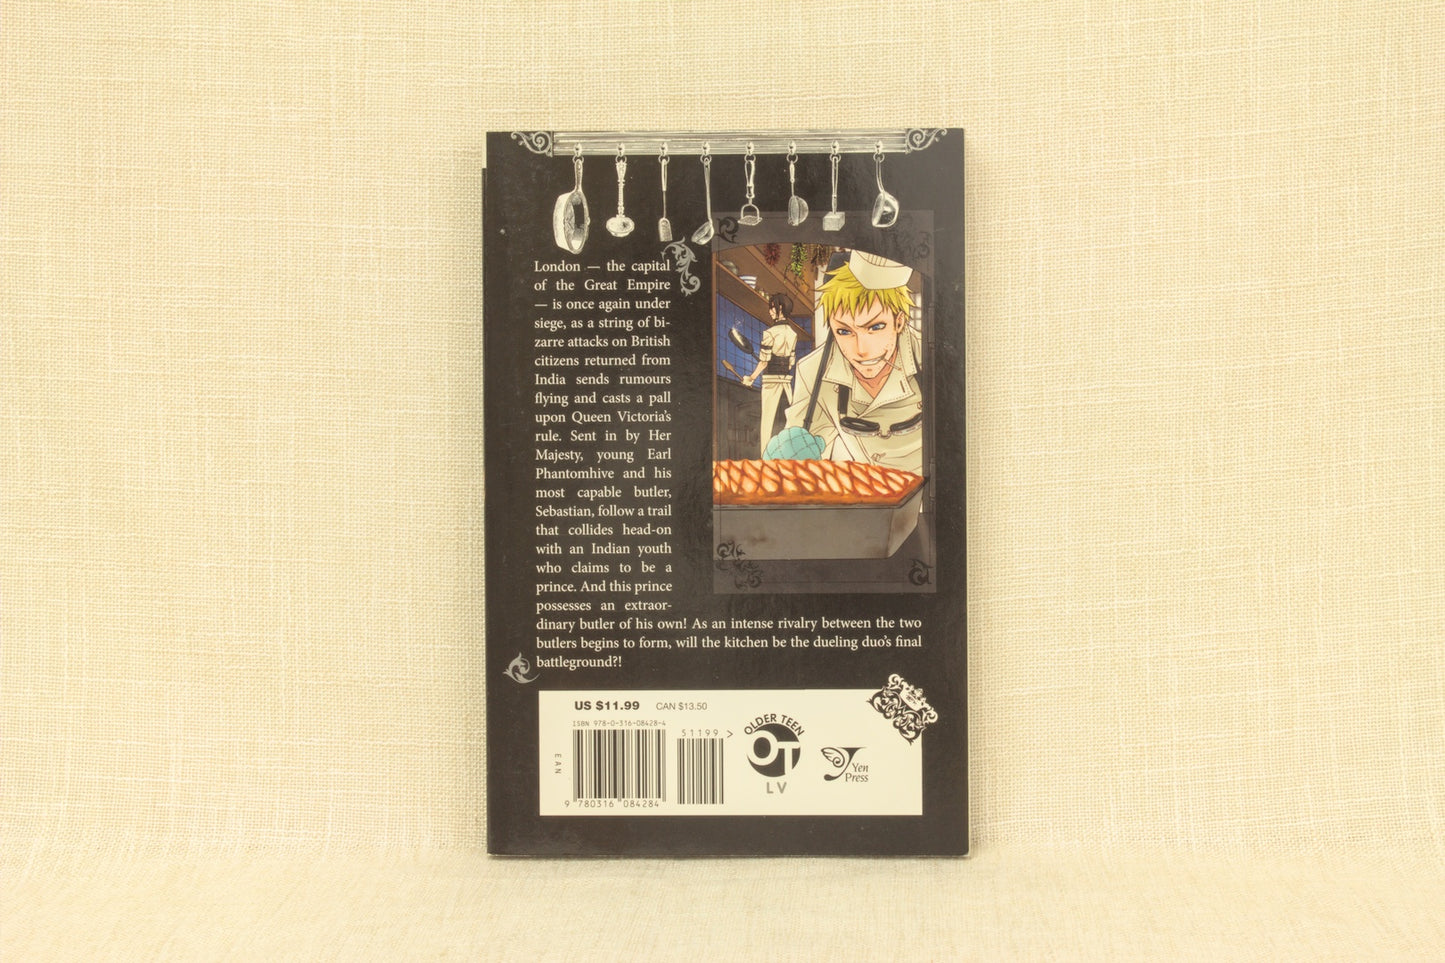 London — the capital
of the Great Empire
— is once again under
siege, as a string of bi-
zarre attacks on British
citizens returned from
India sends rumours
flying and casts a pall
upon Queen Victoria's
rule. Sent in by Her
Majesty, young Earl
Phantomhive and his
most capable butler,
Sebastian, follow a trail
that collides head-on
with an Indian youth
who claims to be a
prince. And this prince
possesses an extraor-
dinary butler of his own! As an intense rivalry between the two
butlers begins to form, will the kitchen be the dueling duo's final
battleground?!
US $11.99 CAN $13.50
ISBN 978-0-316-08428-4
51199 >
EAN
9 780316 084284
OLDER TEEN
OT
LV
Yen
Press